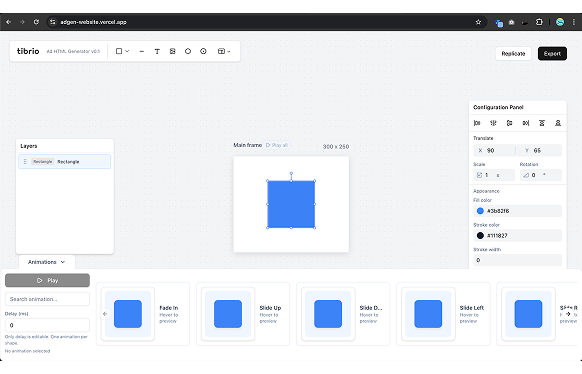 adgen-website.vercel.app
tibrio Ad HTML Generator v0.1
Replicate
Export
Layers
Rectangle Rectangle
Main frame Play all 300 x 250
Configuration Panel
Translate
X 90 Y 65
Scale Rotation
1 x 0 °
Appearance
Fill color
#3b82f6
Stroke color
#111827
Stroke width
0
Animations
Play
Search animation...
Delay (ms)
0
Only delay is editable. One animation per
shape.
No animation selected
Fade In
Hover to
preview
Slide Up
Hover to
preview
Slide D...
Hover to
preview
Slide Left
Hover to
preview